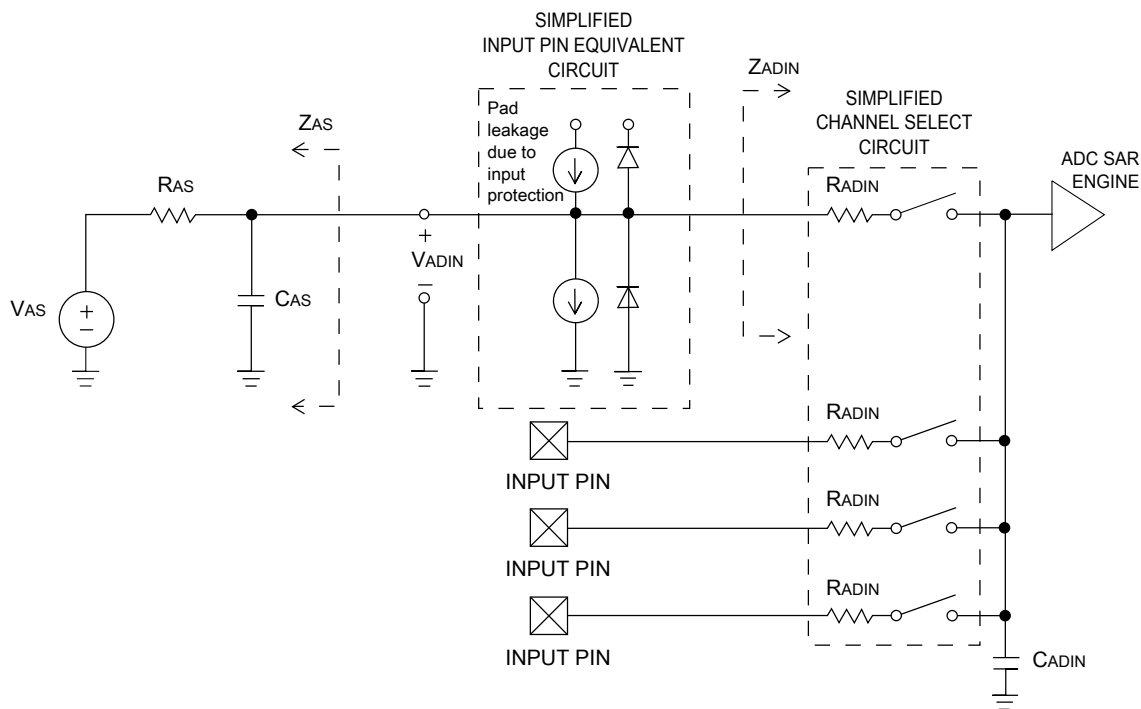 SIMPLIFIED
INPUT PIN EQUIVALENT
CIRCUIT
Pad
leakage
due to
input
protection
ZAS
ZADIN
SIMPLIFIED
CHANNEL SELECT
CIRCUIT
ADC SAR
ENGINE
RAS
RADIN
+
VADIN
–
CAS
VAS
+
–
RADIN
INPUT PIN
RADIN
INPUT PIN
RADIN
INPUT PIN
CADIN